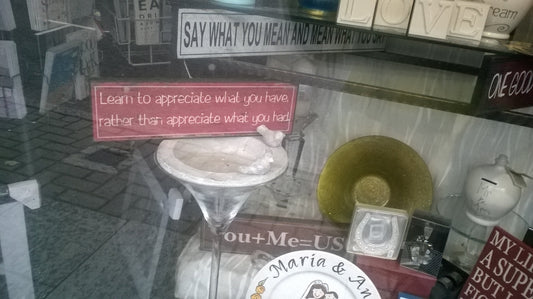 LOVE
cream
SAY WHAT YOU MEAN AND MEAN WHAT
ONE GOOD
Learn to appreciate what you have,
rather than appreciate what you had.
You+Me=US
Maria & An
MY LI
A SUPE
BUT